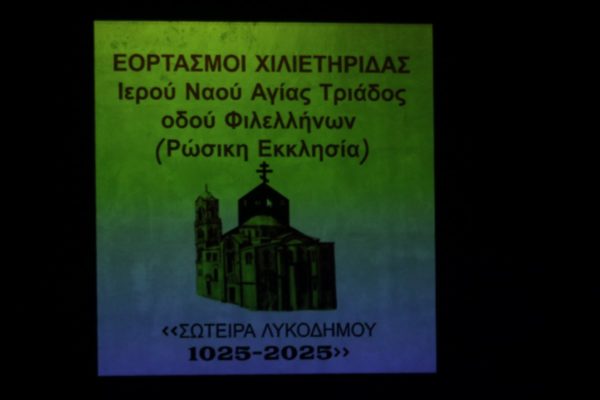 ΕΟΡΤΑΣΜΟΙ ΧΙΛΙΕΤΗΡΙΔΑΣ
Ιερού Ναού Αγίας Τριάδος
οδού Φιλελλήνων
(Ρώσικη Εκκλησία)
<<ΣΩΤΕΙΡΑ ΛΥΚΟΔΗΜΟΥ
1025-2025>>